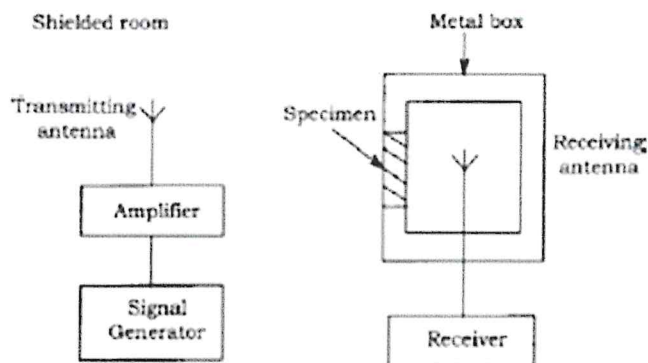 Shielded room
Metal box
Transmitting
antenna
Specimen
Receiving
antenna
Amplifier
Signal
Generator
Receiver